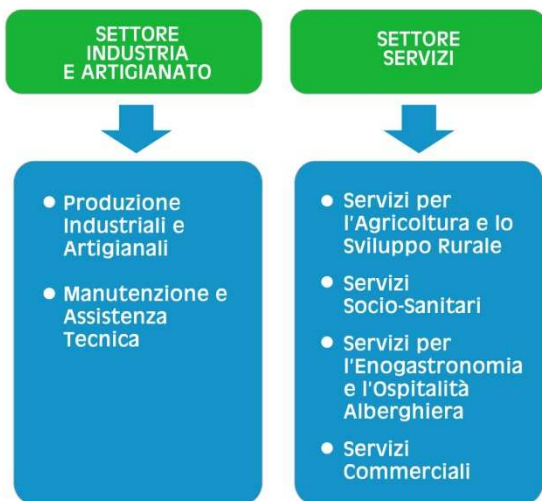 SETTORE
INDUSTRIA
E ARTIGIANATO
Produzione
Industriali e
Artigianali
Manutenzione e
Assistenza
Tecnica
SETTORE
SERVIZI
Servizi per
l'Agricoltura e lo
Sviluppo Rurale
Servizi
Socio-Sanitari
Servizi per
l'Enogastronomia
e l'Ospitalità
Alberghiera
Servizi
Commerciali